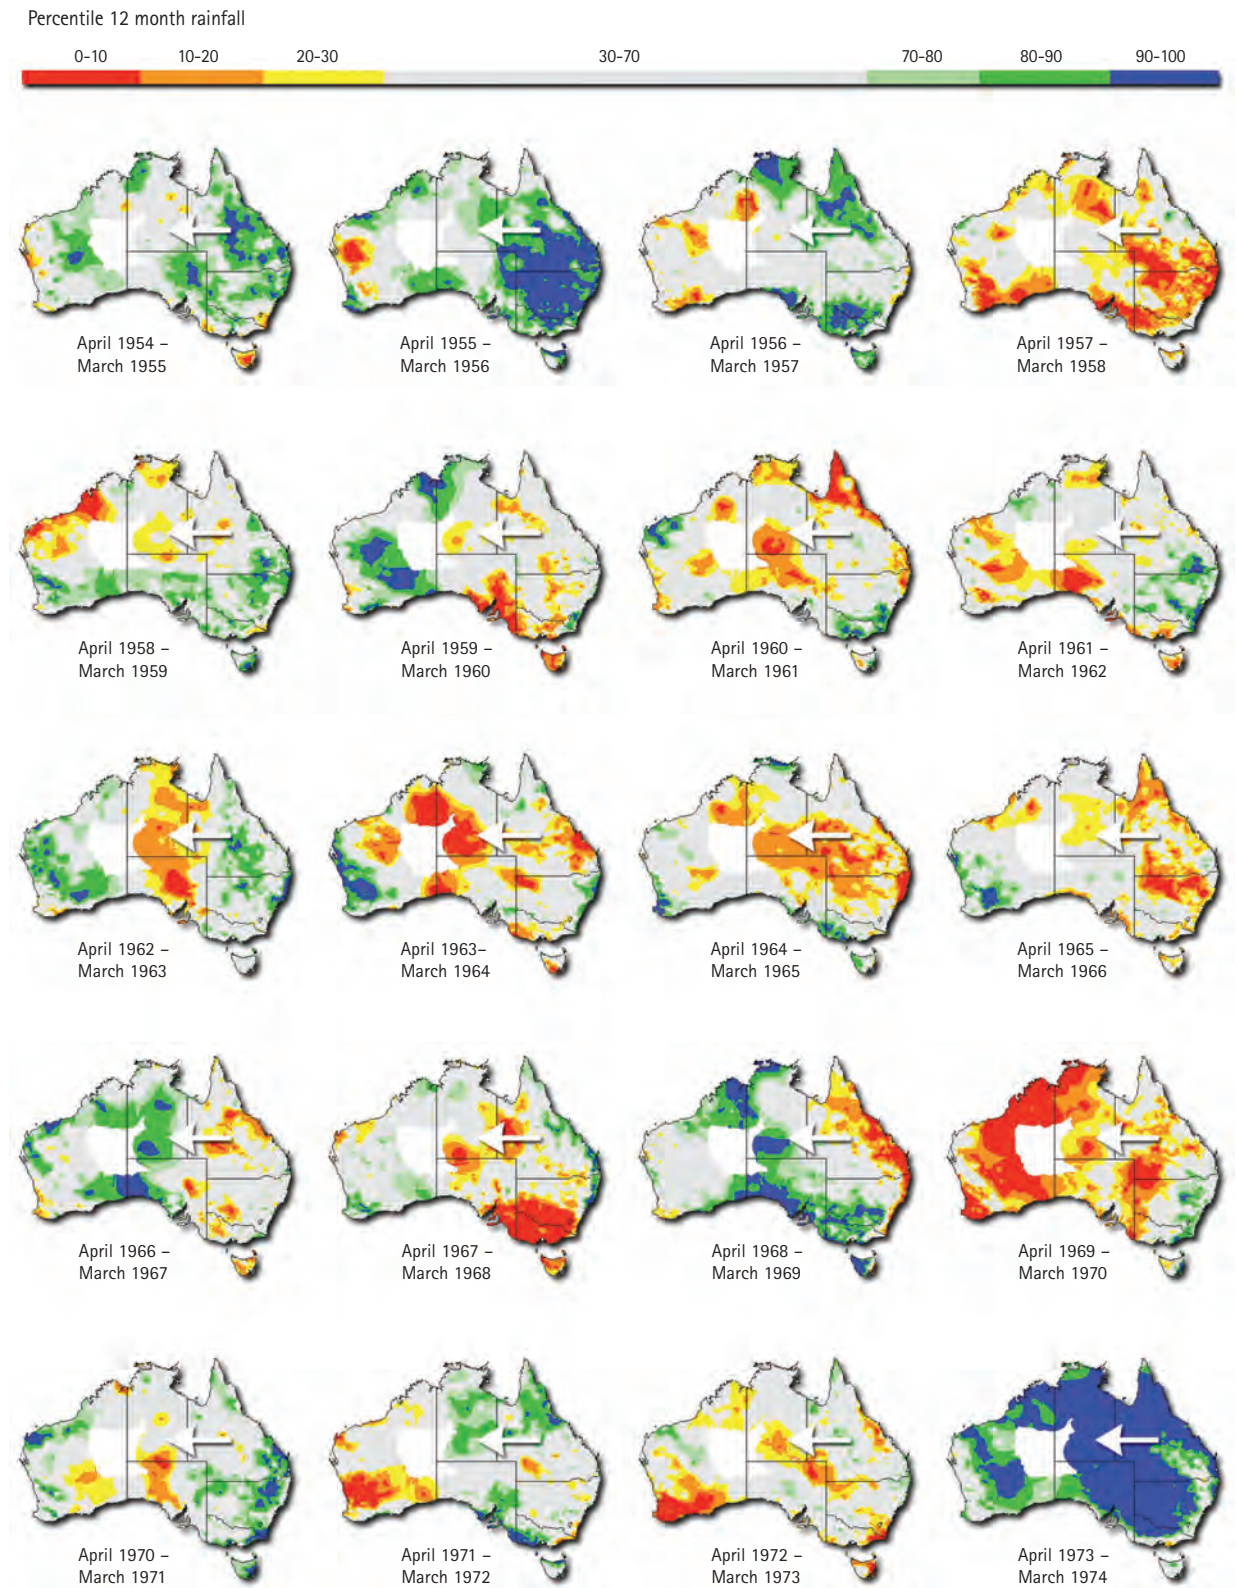 Percentile 12 month rainfall
0-10 10-20 20-30 30-70 70-80 80-90 90-100
April 1954 –
March 1955
April 1955 –
March 1956
April 1956 –
March 1957
April 1957 –
March 1958
April 1958 –
March 1959
April 1959 –
March 1960
April 1960 –
March 1961
April 1961 –
March 1962
April 1962 –
March 1963
April 1963–
March 1964
April 1964 –
March 1965
April 1965 –
March 1966
April 1966 –
March 1967
April 1967 –
March 1968
April 1968 –
March 1969
April 1969 –
March 1970
April 1970 –
March 1971
April 1971 –
March 1972
April 1972 –
March 1973
April 1973 –
March 1974